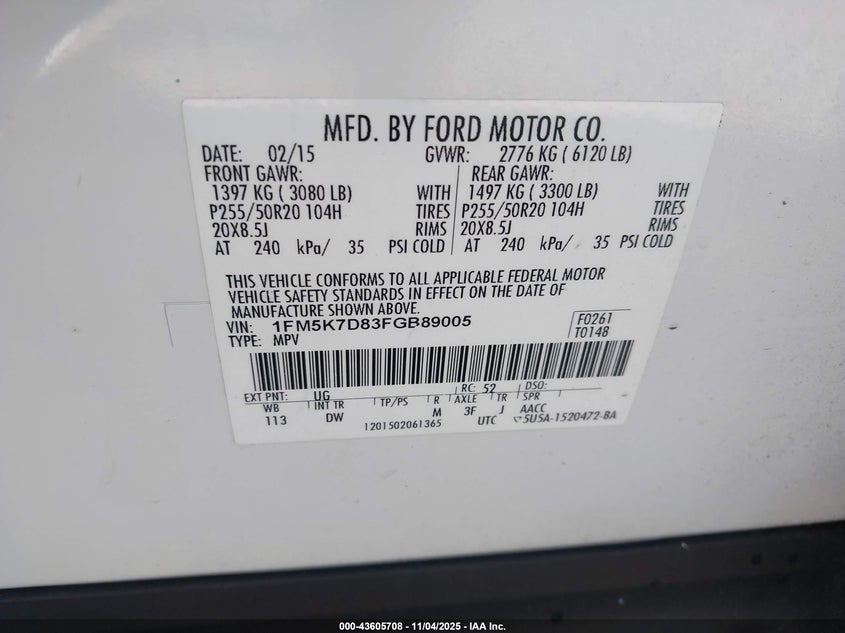 MFD. BY FORD MOTOR CO.
DATE: 02/15 GVWR: 2776 KG ( 6120 LB)
FRONT GAWR: REAR GAWR:
1397 KG ( 3080 LB) WITH 1497 KG ( 3300 LB) WITH
P255/50R20 104H TIRES P255/50R20 104H TIRES
20X8.5J RIMS 20X8.5J RIMS
AT 240 kPa/ 35 PSI COLD AT 240 kPa/ 35 PSI COLD
THIS VEHICLE CONFORMS TO ALL APPLICABLE FEDERAL MOTOR
VEHICLE SAFETY STANDARDS IN EFFECT ON THE DATE OF
MANUFACTURE SHOWN ABOVE.
VIN: 1FM5K7D83FGB89005 F0261
TYPE: MPV T0148
EXT PNT: UG RC: 52 DSO:
WB INT TR TP/PS R AXLE TR SPR
113 DW M 3F J AACC
1201502061365 UTC 5U5A-1520472-BA
000-43605708 - 11/04/2025 - IAA Inc.